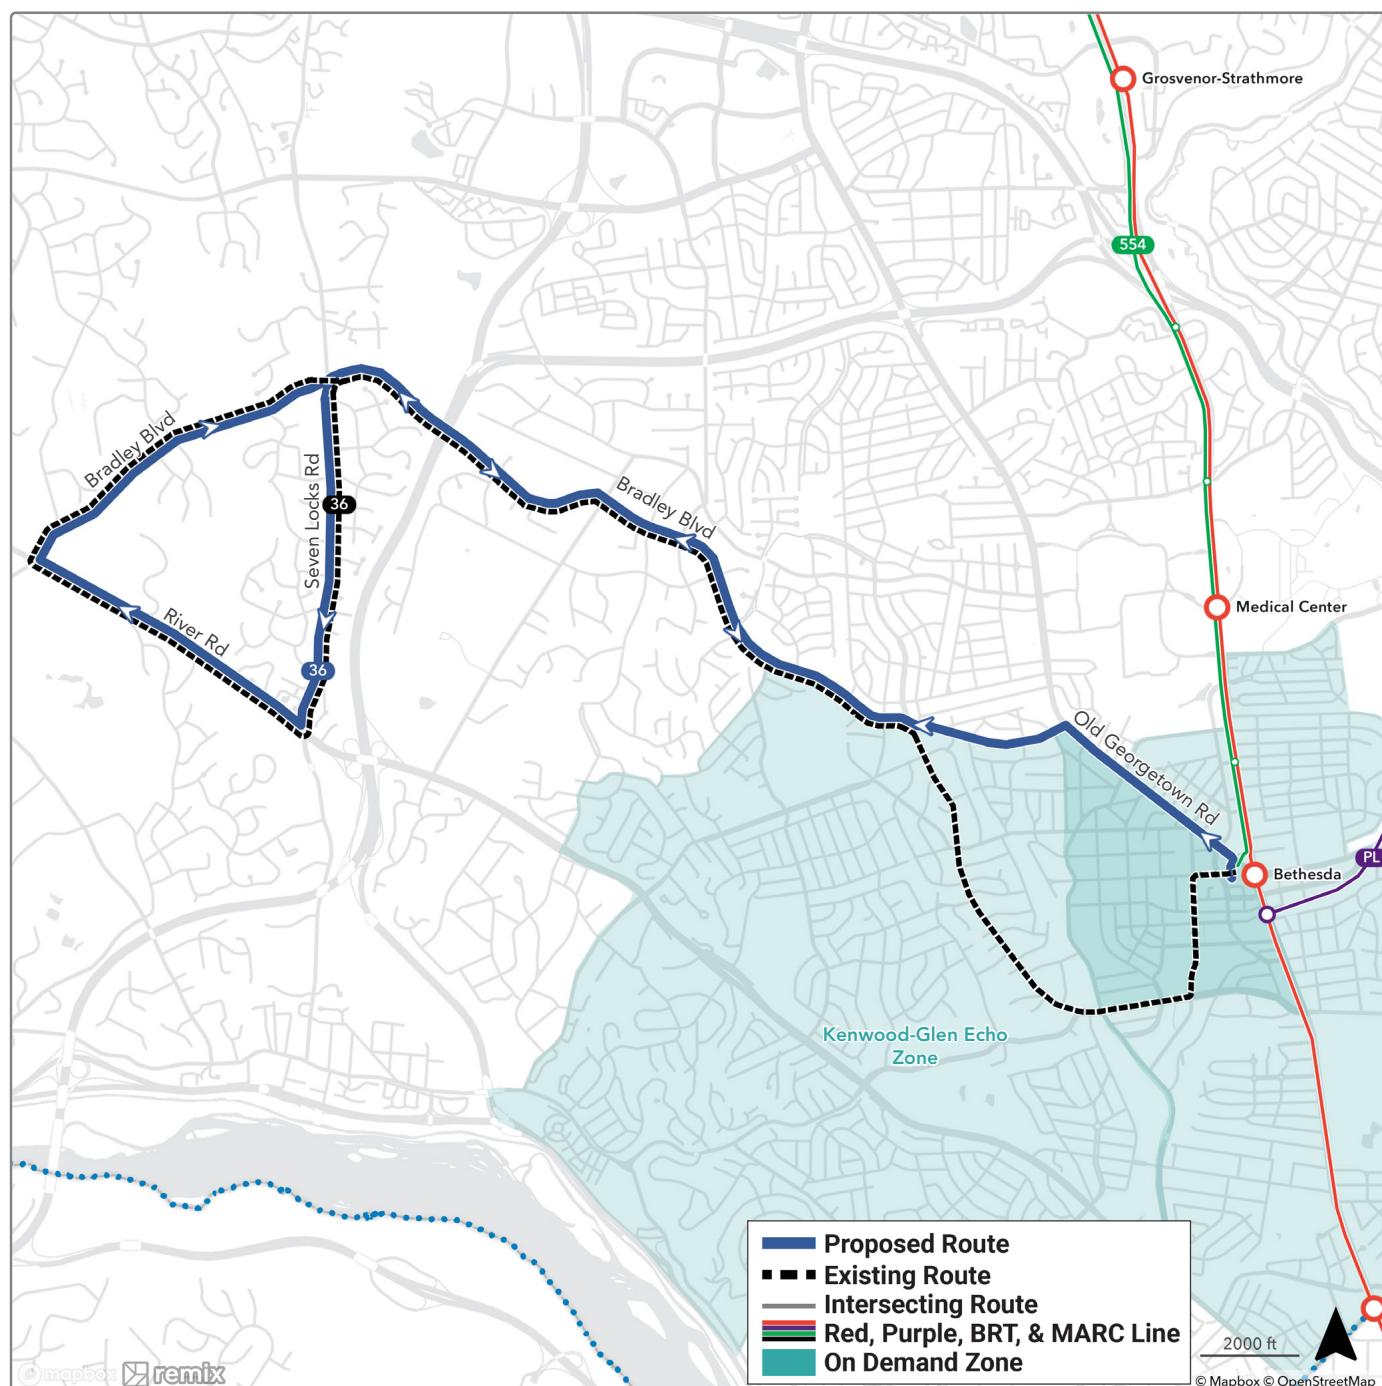 Grosvenor-Strathmore
554
Bradley Blvd
Seven Locks Rd
36
Bradley Blvd
River Rd
36
Medical Center
Old Georgetown Rd
PL
Bethesda
Kenwood-Glen Echo
Zone
Proposed Route
Existing Route
Intersecting Route
Red, Purple, BRT, & MARC Line
On Demand Zone
2000 ft
mapbox remix
© Mapbox © OpenStreetMap